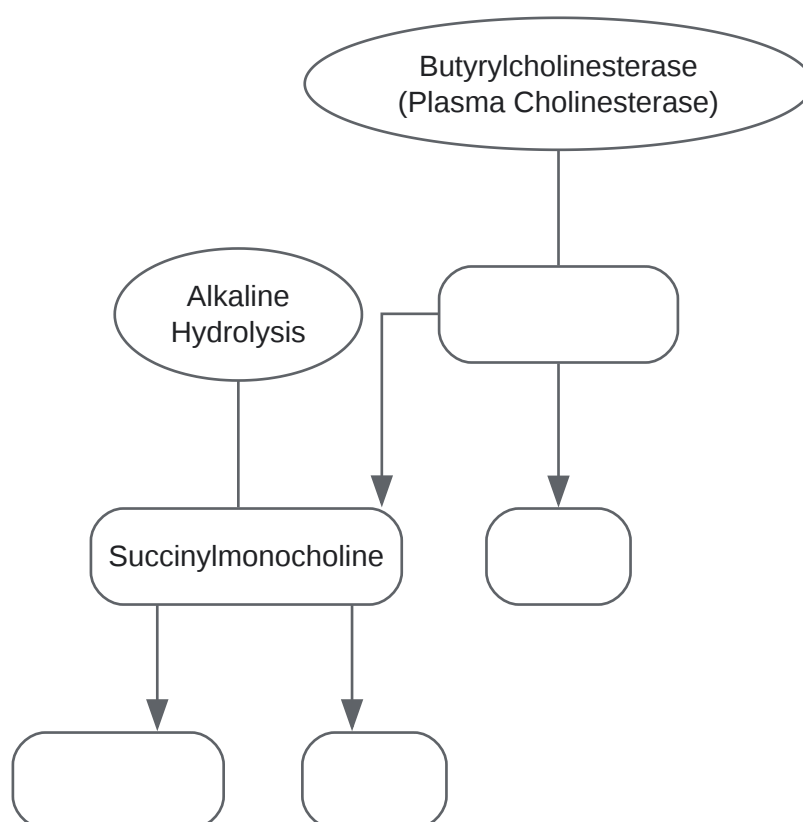 Butyrylcholinesterase
(Plasma Cholinesterase)
Alkaline
Hydrolysis
Succinylmonocholine